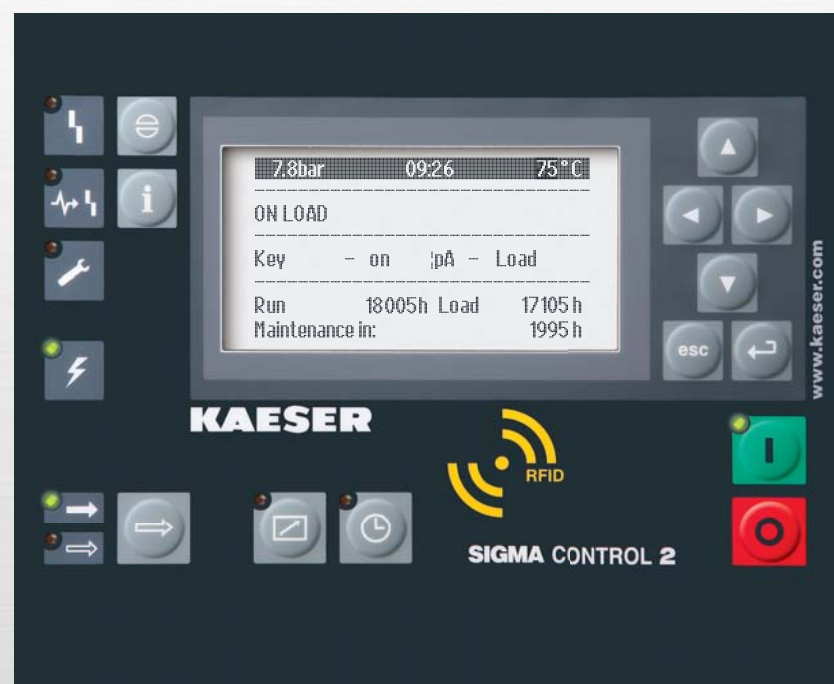 7.8bar 09:26 75°C
ON LOAD
Key - on ¦pA - Load
Run 18005h Load 17105h
Maintenance in: 1995h
esc
www.kaeser.com
KAESER
RFID
I
O
SIGMA CONTROL 2